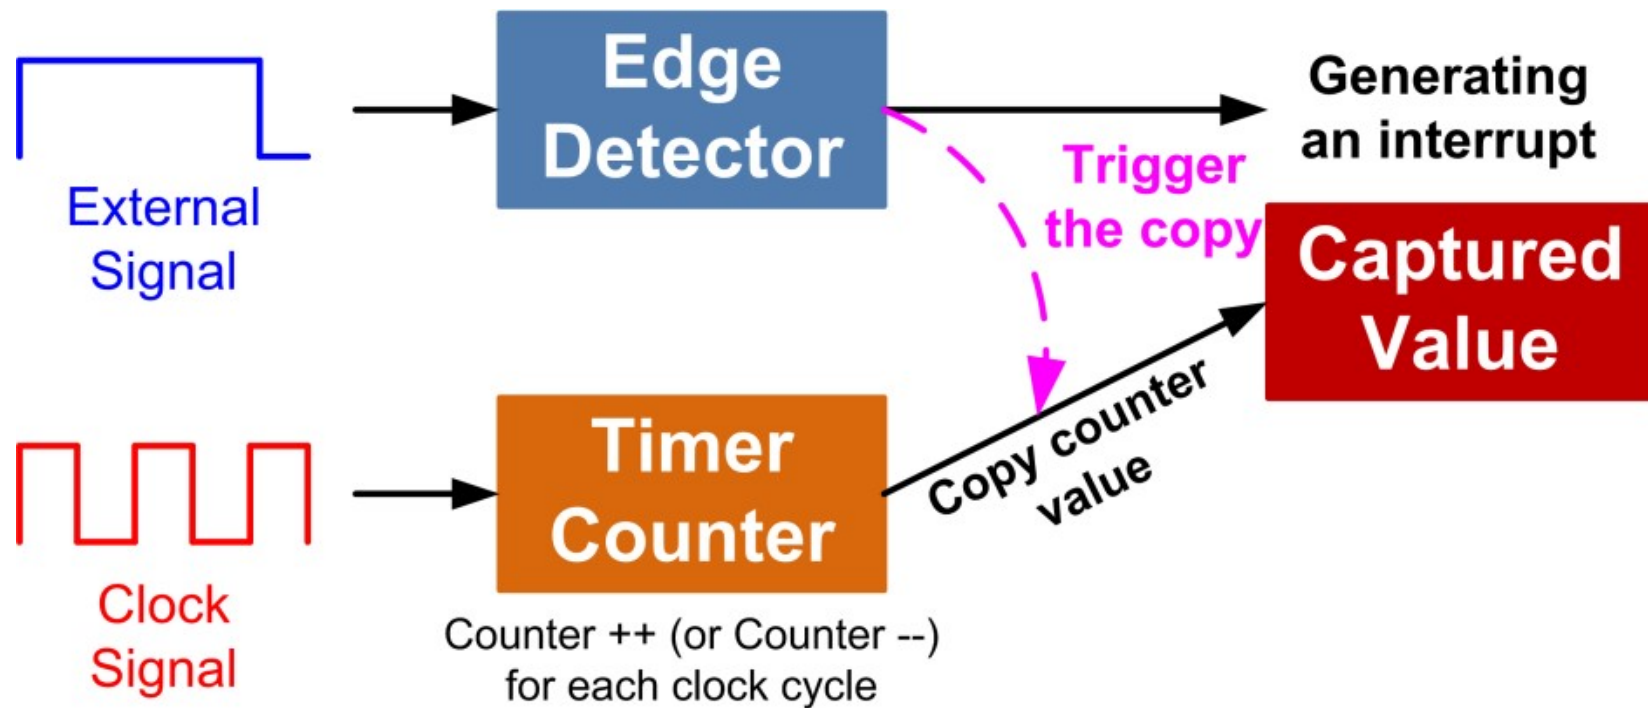 Edge
Detector
Generating
an interrupt
Trigger
the copy
External
Signal
Captured
Value
Copy counter
value
Timer
Counter
Clock
Signal
Counter ++ (or Counter --)
for each clock cycle